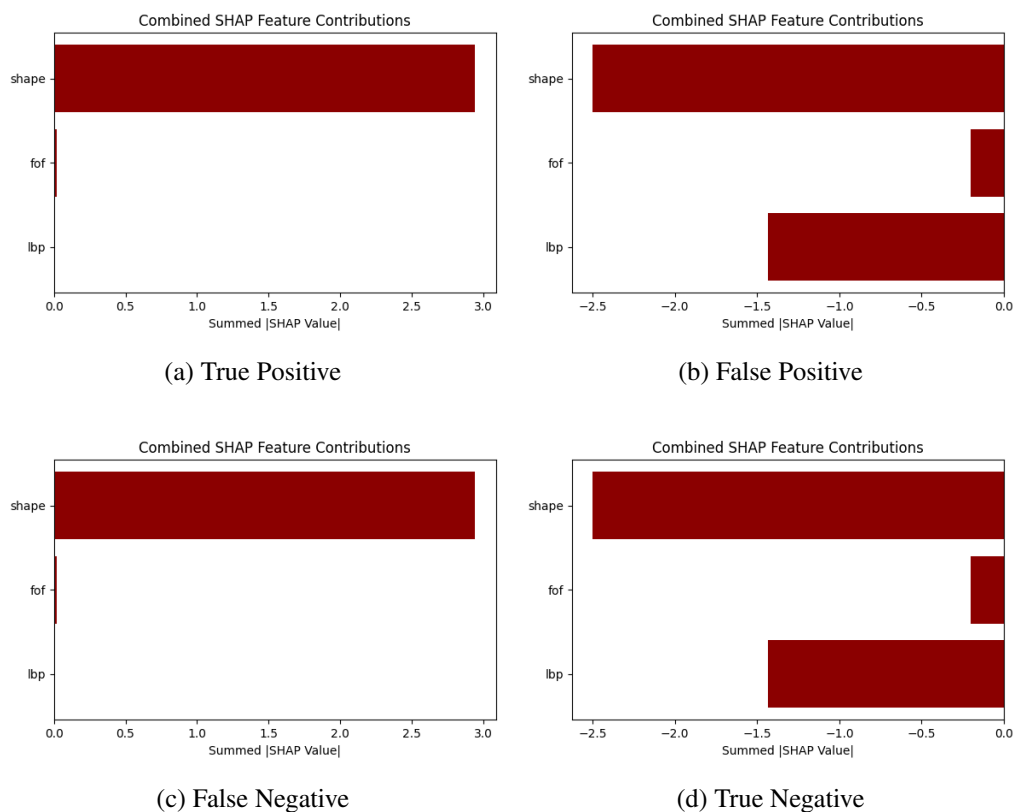 Combined SHAP Feature Contributions
shape
fof
lbp
0.0 0.5 1.0 1.5 2.0 2.5 3.0
Summed |SHAP Value|
(a) True Positive
Combined SHAP Feature Contributions
shape
fof
lbp
−2.5 −2.0 −1.5 −1.0 −0.5 0.0
Summed |SHAP Value|
(b) False Positive
Combined SHAP Feature Contributions
shape
fof
lbp
0.0 0.5 1.0 1.5 2.0 2.5 3.0
Summed |SHAP Value|
(c) False Negative
Combined SHAP Feature Contributions
shape
fof
lbp
−2.5 −2.0 −1.5 −1.0 −0.5 0.0
Summed |SHAP Value|
(d) True Negative